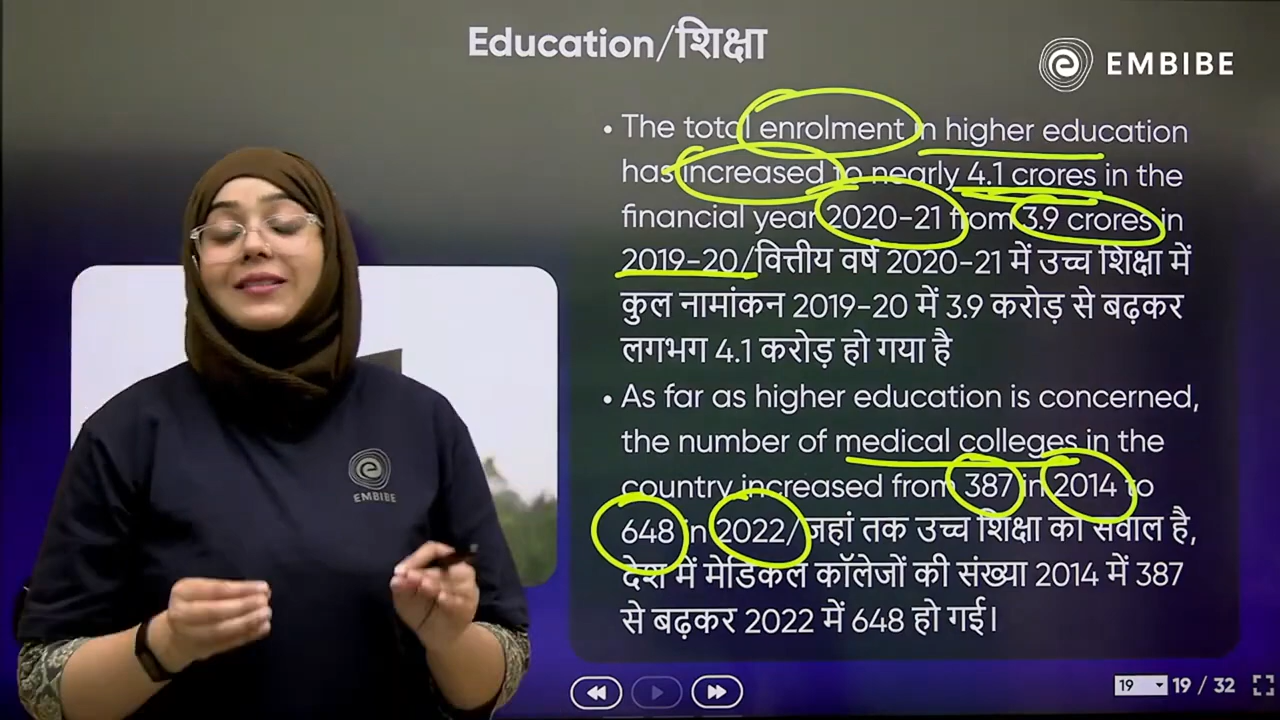 Education/शिक्षा
EMBIBE
• The total enrolment in higher education
has increased to nearly 4.1 crores in the
financial year 2020-21 from 3.9 crores in
2019-20/वित्तीय वर्ष 2020-21 में उच्च शिक्षा में
कुल नामांकन 2019-20 में 3.9 करोड़ से बढ़कर
लगभग 4.1 करोड़ हो गया है
• As far as higher education is concerned,
the number of medical colleges in the
country increased from 387 in 2014 to
648 in 2022/जहां तक उच्च शिक्षा का सवाल है,
देश में मेडिकल कॉलेजों की संख्या 2014 में 387
से बढ़कर 2022 में 648 हो गई।
EMBIBE
19 19 / 32